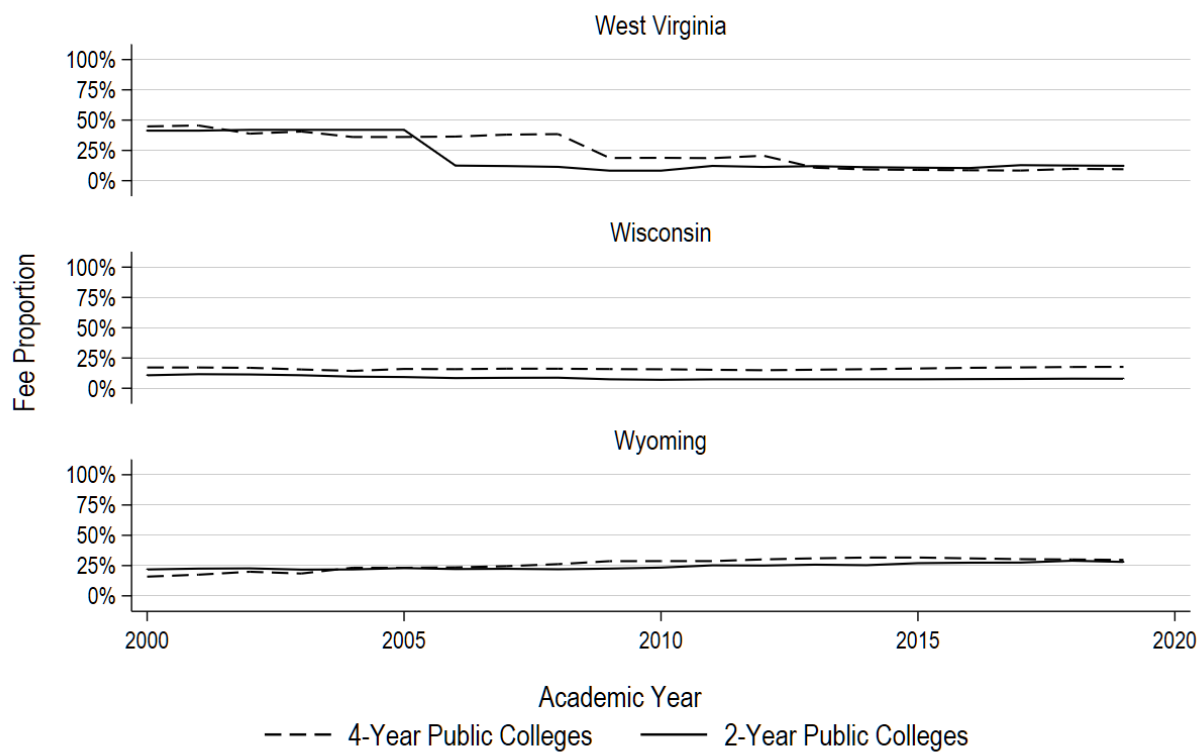 West Virginia
100%
75%
50%
25%
0%
Wisconsin
100%
75%
50%
25%
0%
Wyoming
100%
75%
50%
25%
0%
Fee Proportion
2000 2005 2010 2015 2020
Academic Year
4-Year Public Colleges 2-Year Public Colleges